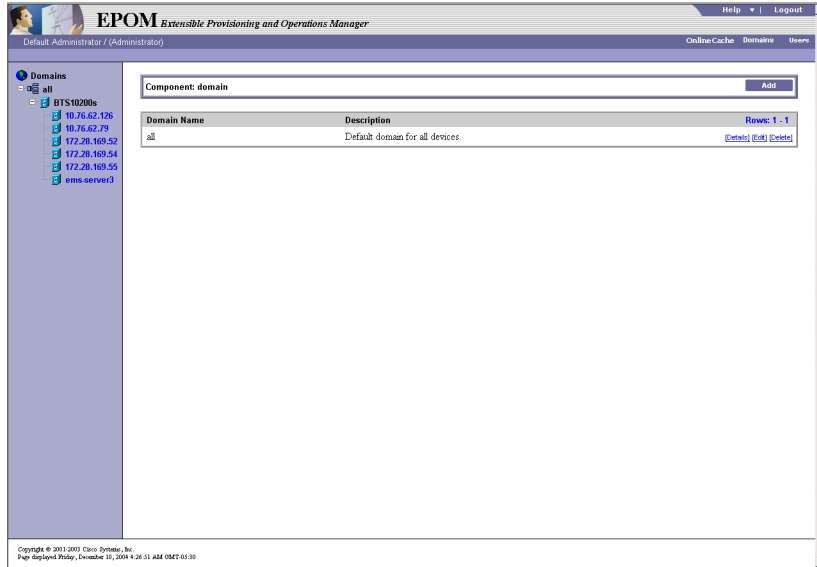 Help ▼ | Logout
EPOM Extensible Provisioning and Operations Manager
Default Administrator / (Administrator)
OnlineCache Domains Users
Domains
all
BTS10200s
10.76.62.126
10.76.62.79
172.28.169.52
172.28.169.54
172.28.169.55
ems-server3
Component: domain
Add
Domain Name Description Rows: 1 - 1
all Default domain for all devices. [Details] [Edit] [Delete]
Copyright © 2001-2003 Cisco Systems, Inc.
Page displayed Friday, December 10, 2004 4:26:51 AM GMT-05:30